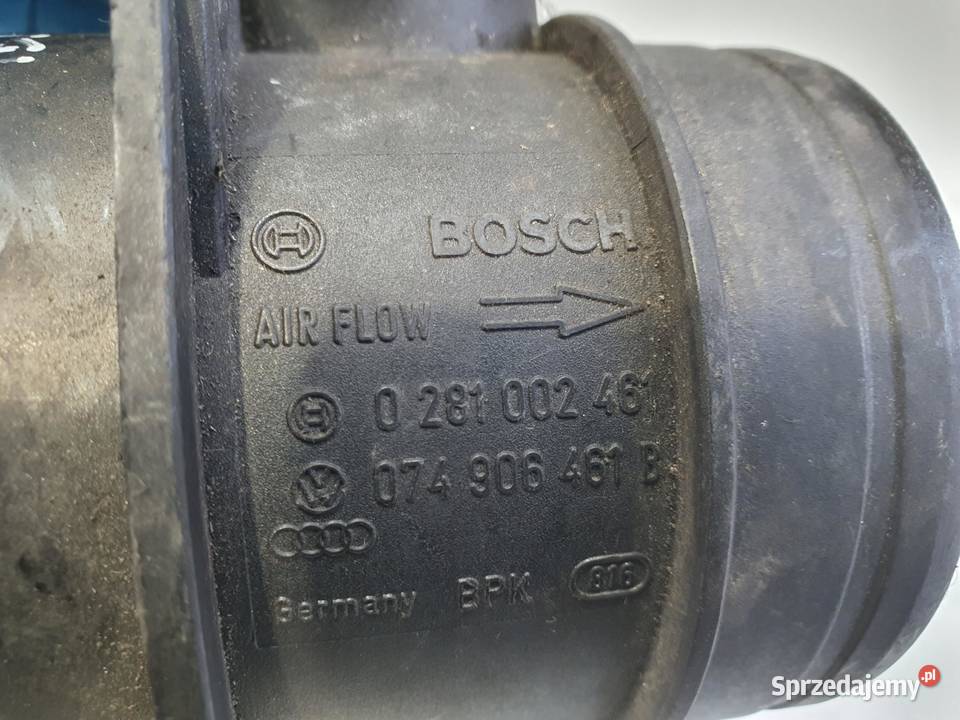 BOSCH
AIR FLOW
0 281 002 461
074 906 461 B
Germany BPK 816
Sprzedajemy.pl